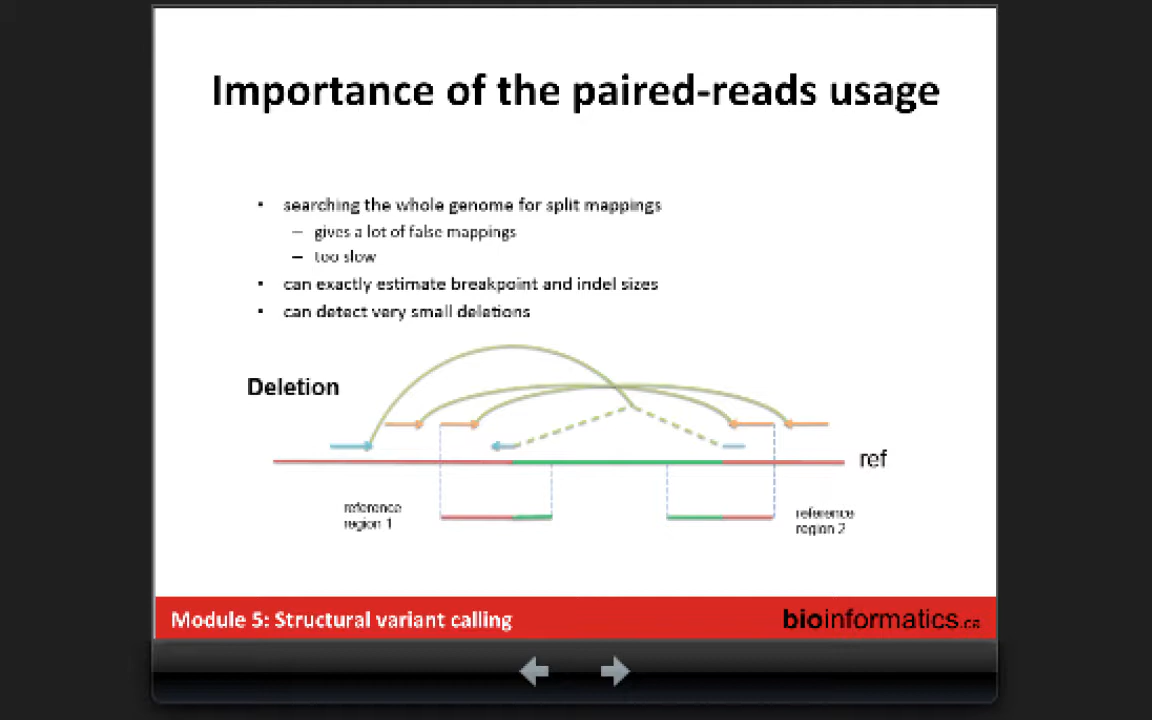 Importance of the paired-reads usage
• searching the whole genome for split mappings
– gives a lot of false mappings
– too slow
• can exactly estimate breakpoint and indel sizes
• can detect very small deletions
Deletion
ref
reference
region 1
reference
region 2
Module 5: Structural variant calling
bioinformatics.ca